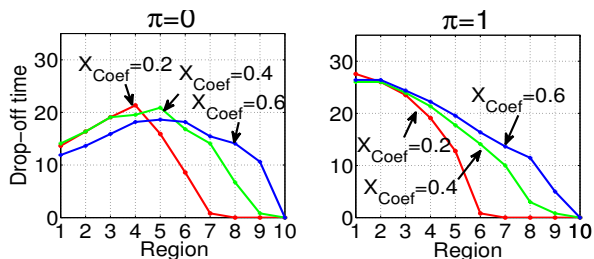 π=0
Drop-off time
30
20
10
0
X_Coef=0.2
X_Coef=0.4
X_Coef=0.6
1 2 3 4 5 6 7 8 9 10
Region
π=1
30
20
10
0
X_Coef=0.6
X_Coef=0.2
X_Coef=0.4
1 2 3 4 5 6 7 8 9 10
Region